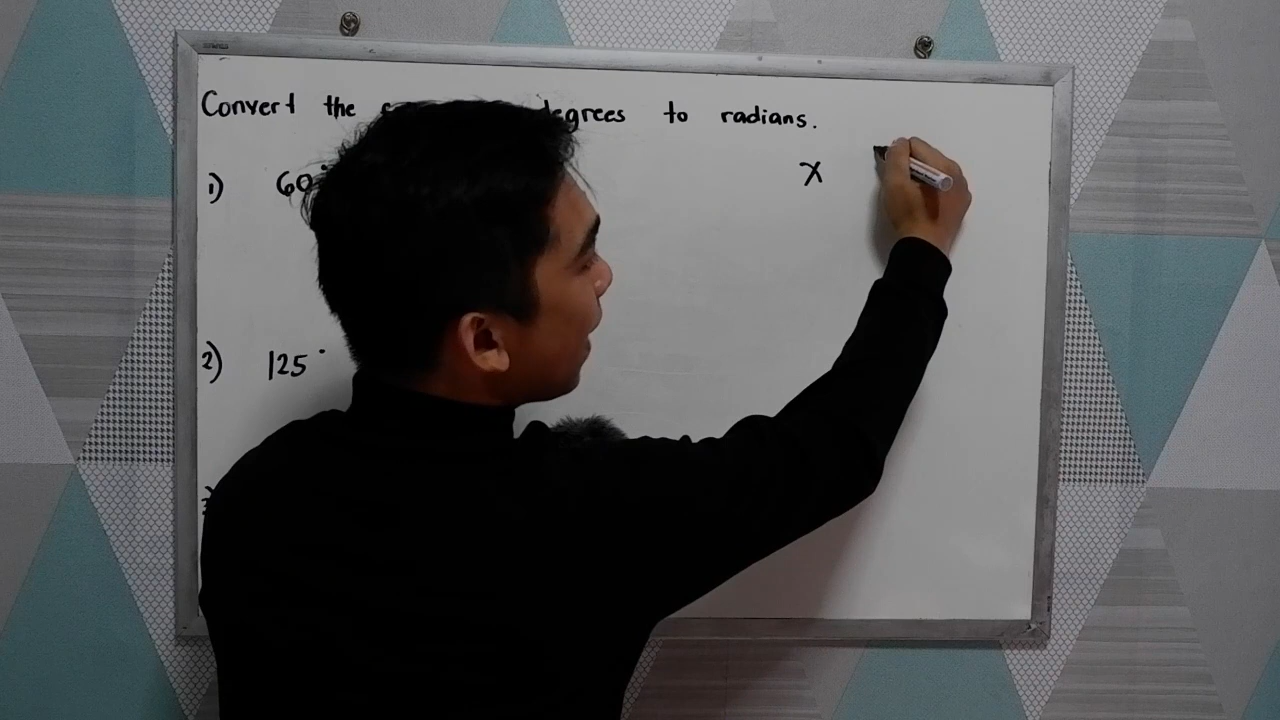 Convert the degrees to radians.
1) 60° x
2) 125°